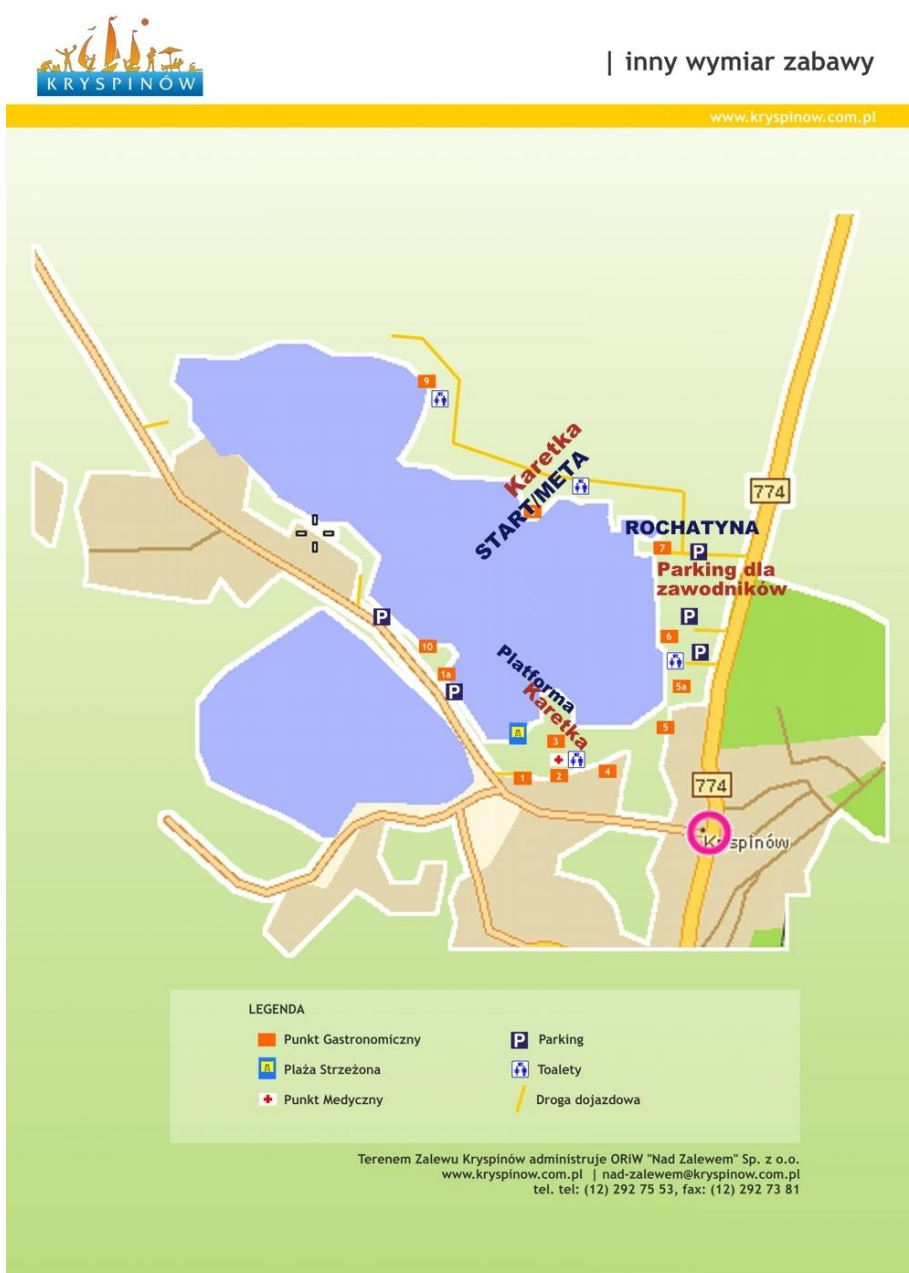 KRYSPINÓW
| inny wymiar zabawy
www.kryspinow.com.pl
9
Karetka
START/META
774
ROCHATYNA
7
P
Parking dla
zawodników
P
P
6
P
10
Platforma
1a
5a
P
Karetka
5
3
1
2
4
774
Kryspinów
LEGENDA
Punkt Gastronomiczny
P Parking
Plaża Strzeżona
Toalety
Punkt Medyczny
Droga dojazdowa
Terenem Zalewu Kryspinów administruje ORiW "Nad Zalewem" Sp. z o.o.
www.kryspinow.com.pl | nad-zalewem@kryspinow.com.pl
tel. tel: (12) 292 75 53, fax: (12) 292 73 81